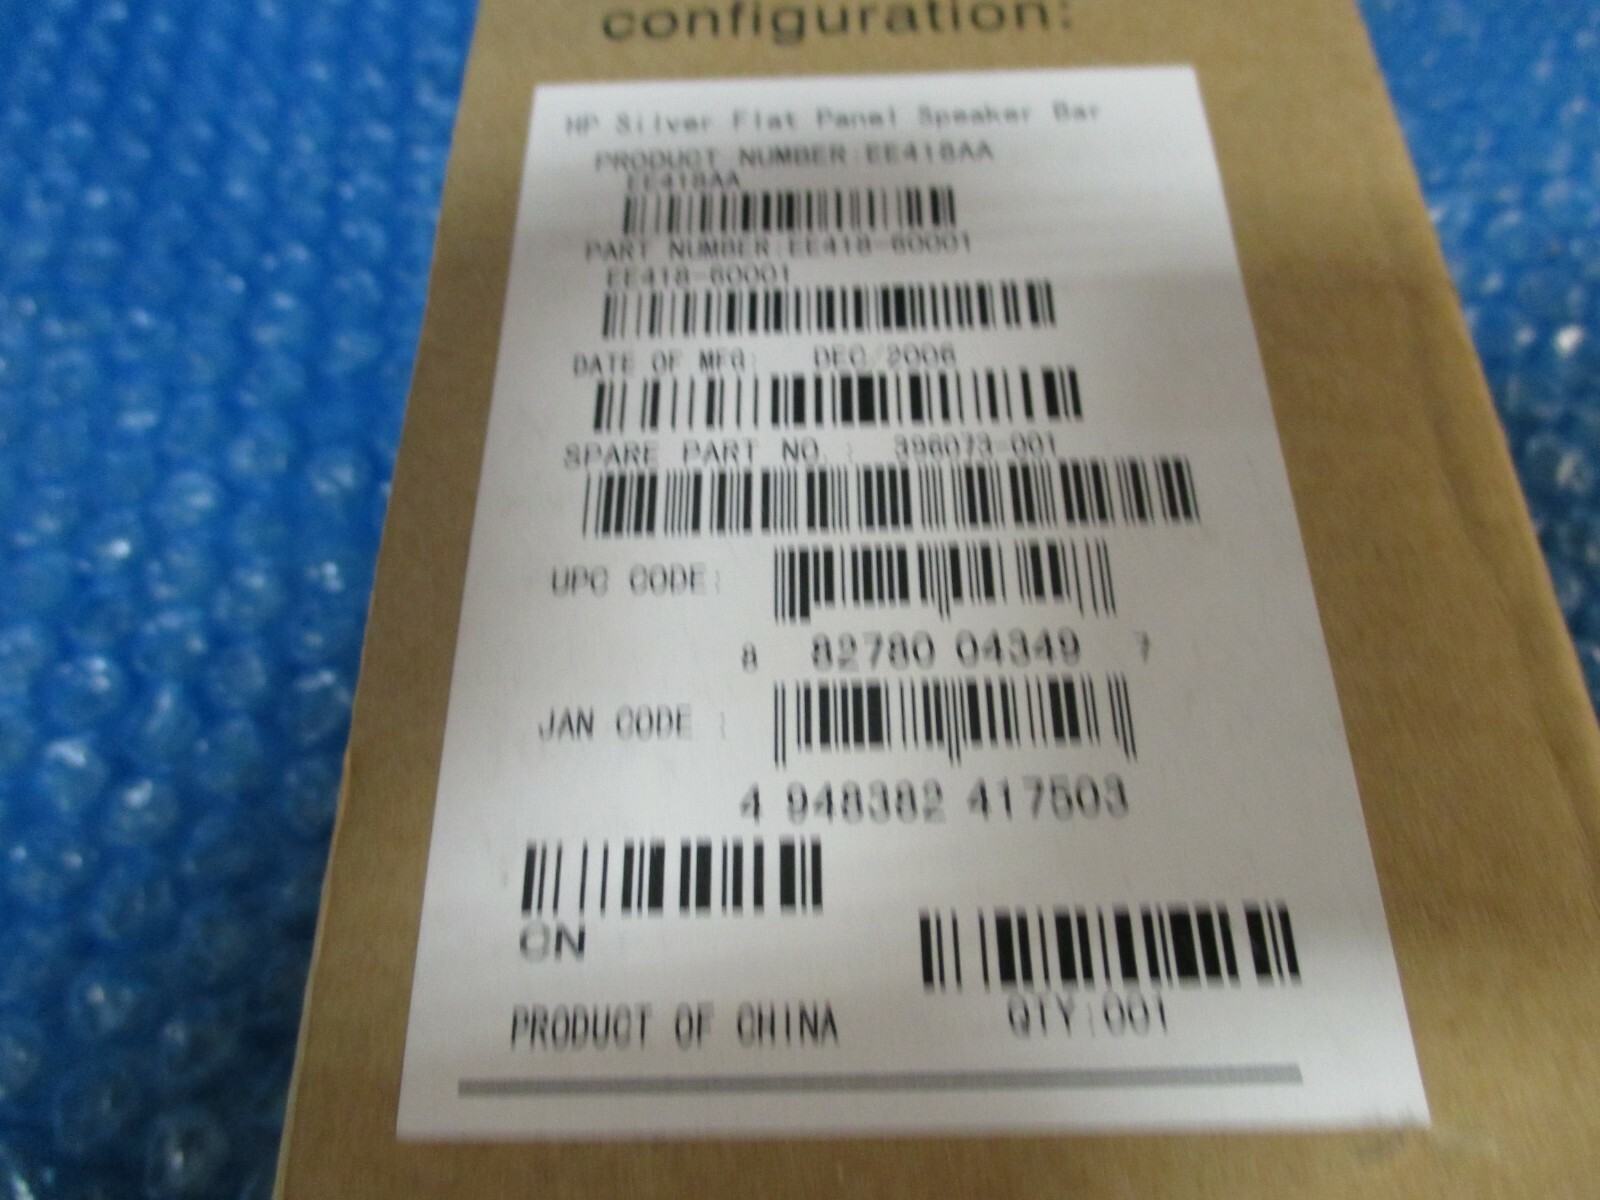 configuration:
HP Silver Flat Panel Speaker Bar
PRODUCT NUMBER:EE418AA
EE418AA
PART NUMBER:EE418-60001
EE418-60001
DATE OF MFG: DEC/2006
SPARE PART NO. : 396073-001
UPC CODE:
8 82780 04349 7
JAN CODE :
4 948382 417503
CN
QTY:001
PRODUCT OF CHINA